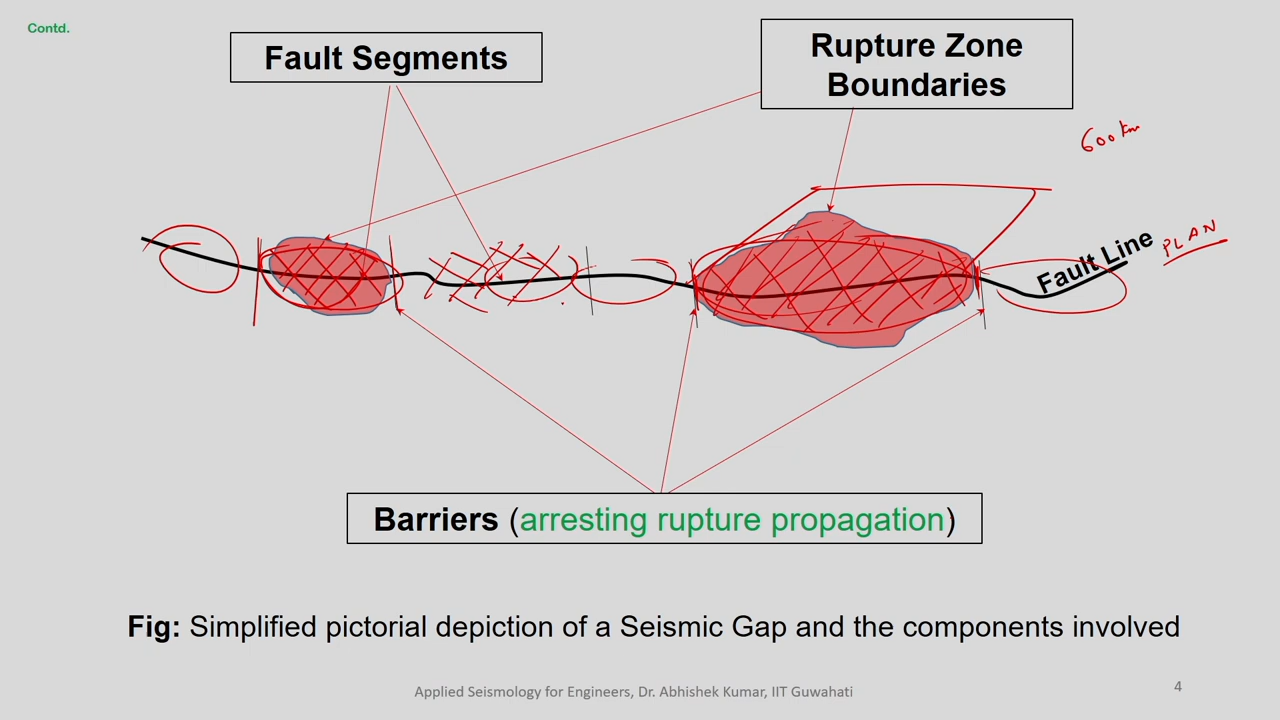 Contd.
Fault Segments
Rupture Zone
Boundaries
600 km
Fault Line
PLAN
Barriers (arresting rupture propagation)
Fig: Simplified pictorial depiction of a Seismic Gap and the components involved
Applied Seismology for Engineers, Dr. Abhishek Kumar, IIT Guwahati
4